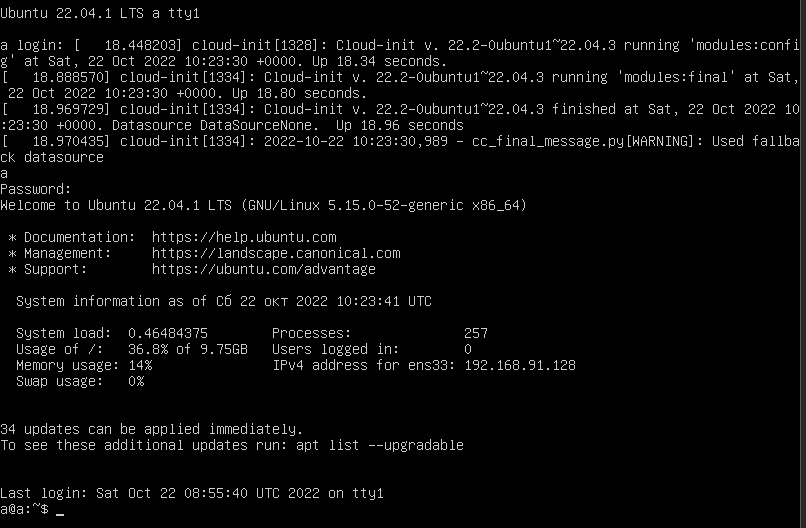 Ubuntu 22.04.1 LTS a tty1
a login: [   18.448203] cloud-init[1328]: Cloud-init v. 22.2-0ubuntu1~22.04.3 running 'modules:confi
g' at Sat, 22 Oct 2022 10:23:30 +0000. Up 18.34 seconds.
[   18.888570] cloud-init[1334]: Cloud-init v. 22.2-0ubuntu1~22.04.3 running 'modules:final' at Sat,
 22 Oct 2022 10:23:30 +0000. Up 18.80 seconds.
[   18.969729] cloud-init[1334]: Cloud-init v. 22.2-0ubuntu1~22.04.3 finished at Sat, 22 Oct 2022 10
:23:30 +0000. Datasource DataSourceNone.  Up 18.96 seconds
[   18.970435] cloud-init[1334]: 2022-10-22 10:23:30,989 - cc_final_message.py[WARNING]: Used fallba
ck datasource
a
Password:
Welcome to Ubuntu 22.04.1 LTS (GNU/Linux 5.15.0-52-generic x86_64)
 * Documentation:  https://help.ubuntu.com
 * Management:     https://landscape.canonical.com
 * Support:        https://ubuntu.com/advantage
  System information as of Сб 22 окт 2022 10:23:41 UTC
  System load:  0.46484375        Processes:              257
  Usage of /:   36.8% of 9.75GB   Users logged in:        0
  Memory usage: 14%               IPv4 address for ens33: 192.168.91.128
  Swap usage:   0%
34 updates can be applied immediately.
To see these additional updates run: apt list --upgradable
Last login: Sat Oct 22 08:55:40 UTC 2022 on tty1
a@a:~$ _